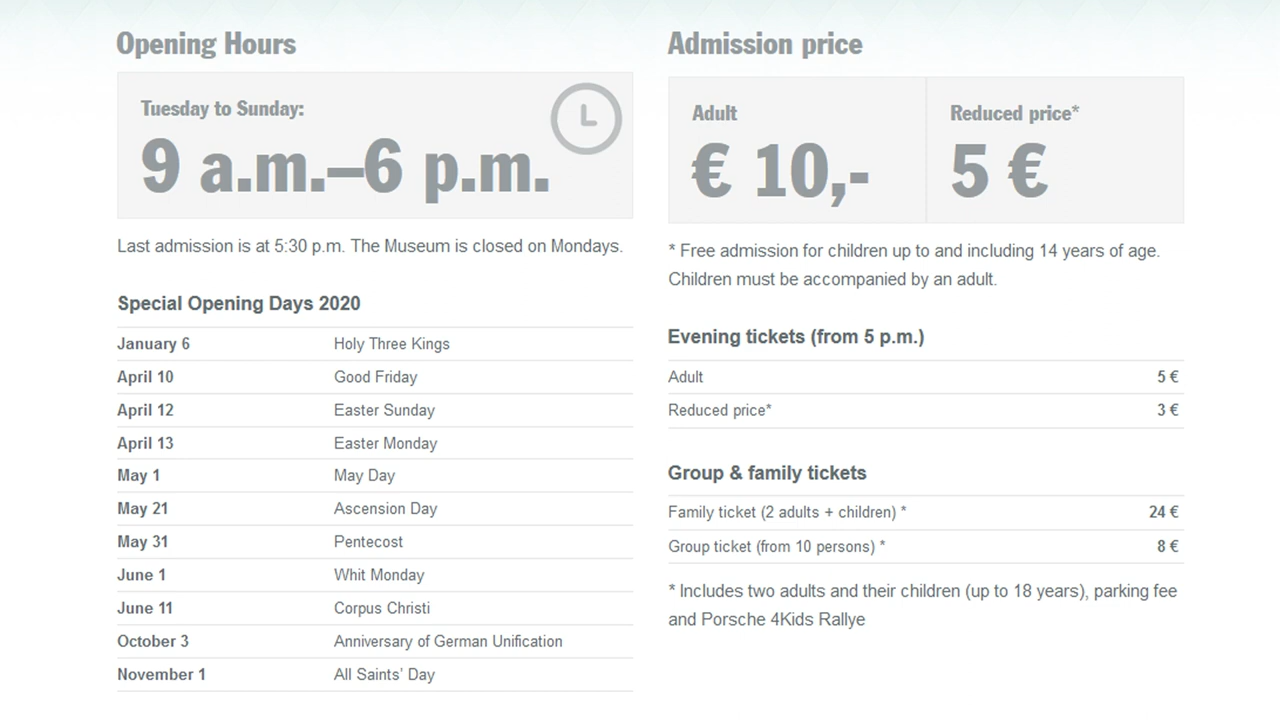 Opening Hours
Tuesday to Sunday:
9 a.m.–6 p.m.
Last admission is at 5:30 p.m. The Museum is closed on Mondays.
Special Opening Days 2020
January 6 Holy Three Kings
April 10 Good Friday
April 12 Easter Sunday
April 13 Easter Monday
May 1 May Day
May 21 Ascension Day
May 31 Pentecost
June 1 Whit Monday
June 11 Corpus Christi
October 3 Anniversary of German Unification
November 1 All Saints’ Day
Admission price
Adult Reduced price*
€ 10,- 5 €
* Free admission for children up to and including 14 years of age.
Children must be accompanied by an adult.
Evening tickets (from 5 p.m.)
Adult 5 €
Reduced price* 3 €
Group & family tickets
Family ticket (2 adults + children) * 24 €
Group ticket (from 10 persons) * 8 €
* Includes two adults and their children (up to 18 years), parking fee
and Porsche 4Kids Rallye